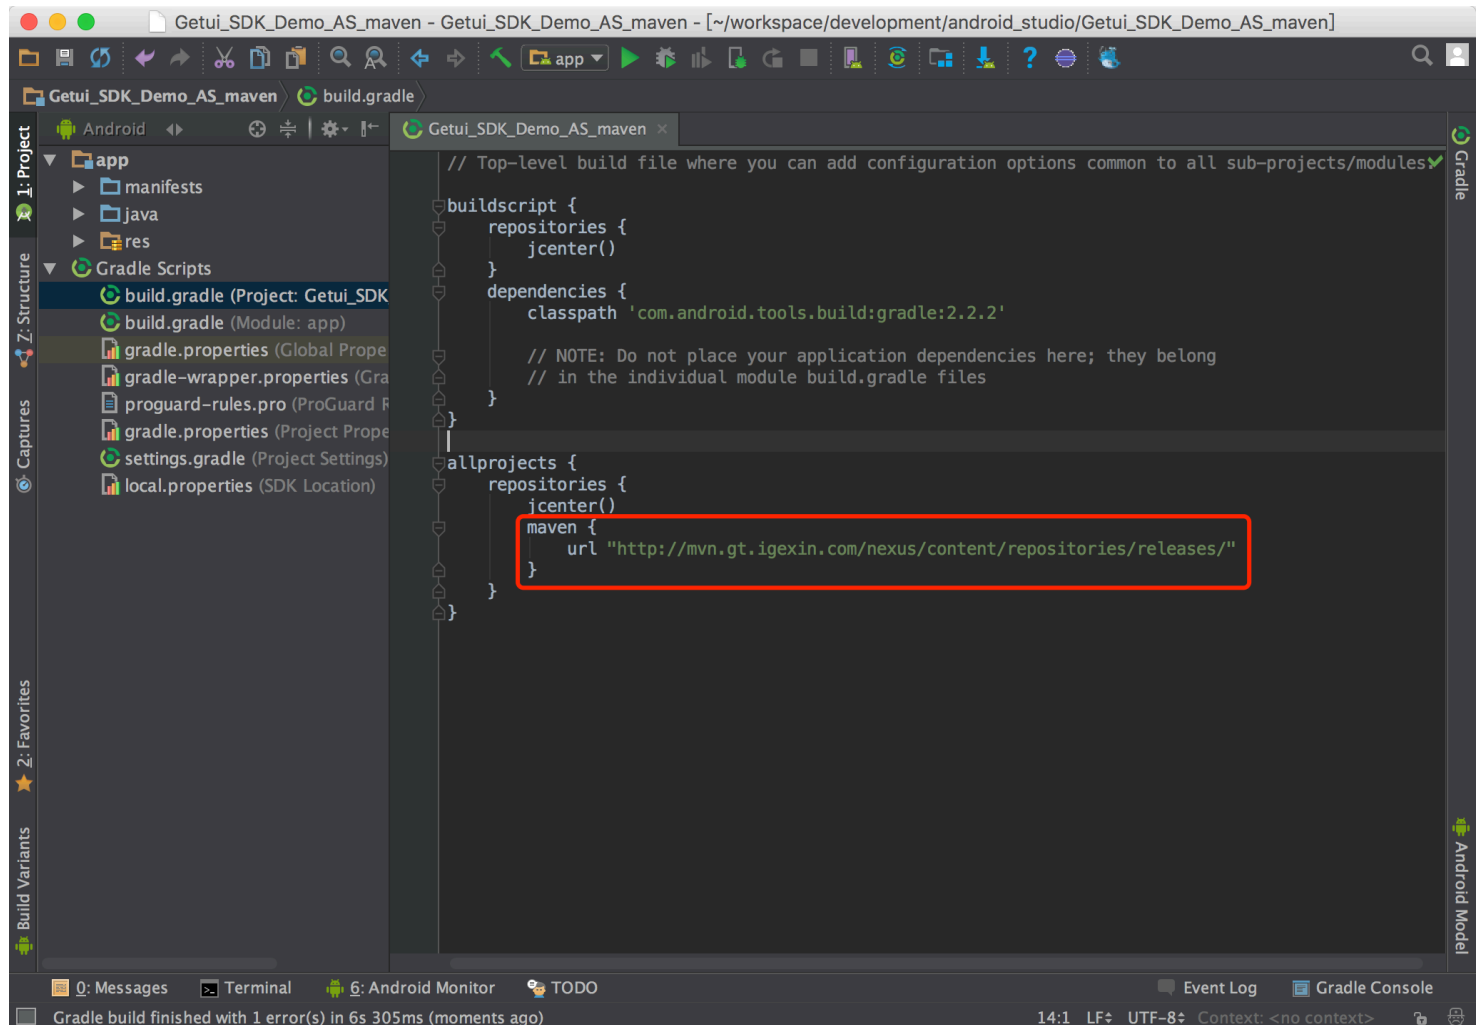 Getui_SDK_Demo_AS_maven - Getui_SDK_Demo_AS_maven - [~/workspace/development/android_studio/Getui_SDK_Demo_AS_maven]
app
Getui_SDK_Demo_AS_maven
build.gradle
1: Project
Z: Structure
Captures
2: Favorites
Build Variants
Android
app
manifests
java
res
Gradle Scripts
build.gradle (Project: Getui_SDK
build.gradle (Module: app)
gradle.properties (Global Prope
gradle-wrapper.properties (Gra
proguard-rules.pro (ProGuard R
gradle.properties (Project Prope
settings.gradle (Project Settings)
local.properties (SDK Location)
Getui_SDK_Demo_AS_maven
// Top-level build file where you can add configuration options common to all sub-projects/modules.
buildscript {
repositories {
jcenter()
}
dependencies {
classpath 'com.android.tools.build:gradle:2.2.2'
// NOTE: Do not place your application dependencies here; they belong
// in the individual module build.gradle files
}
}
allprojects {
repositories {
jcenter()
maven {
url "http://mvn.gt.igexin.com/nexus/content/repositories/releases/"
}
}
}
Gradle
Android Model
0: Messages
Terminal
6: Android Monitor
TODO
Event Log
Gradle Console
Gradle build finished with 1 error(s) in 6s 305ms (moments ago)
14:1 LF UTF-8 Context: <no context>